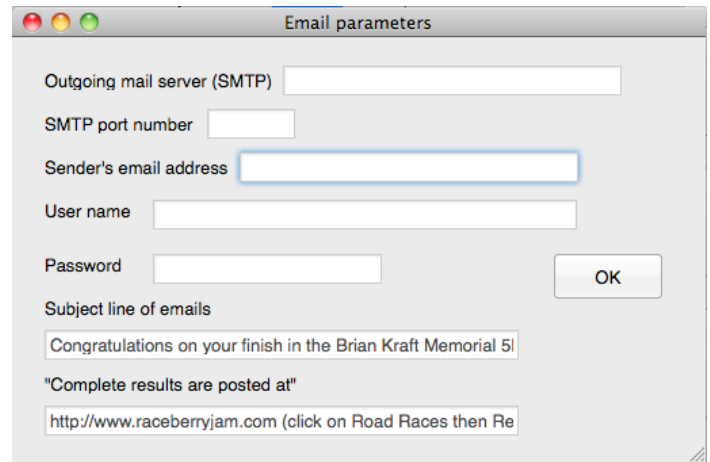 Email parameters
Outgoing mail server (SMTP)
SMTP port number
Sender's email address
User name
Password
OK
Subject line of emails
Congratulations on your finish in the Brian Kraft Memorial
"Complete results are posted at"
http://www.raceberryjam.com (click on Road Races then Re